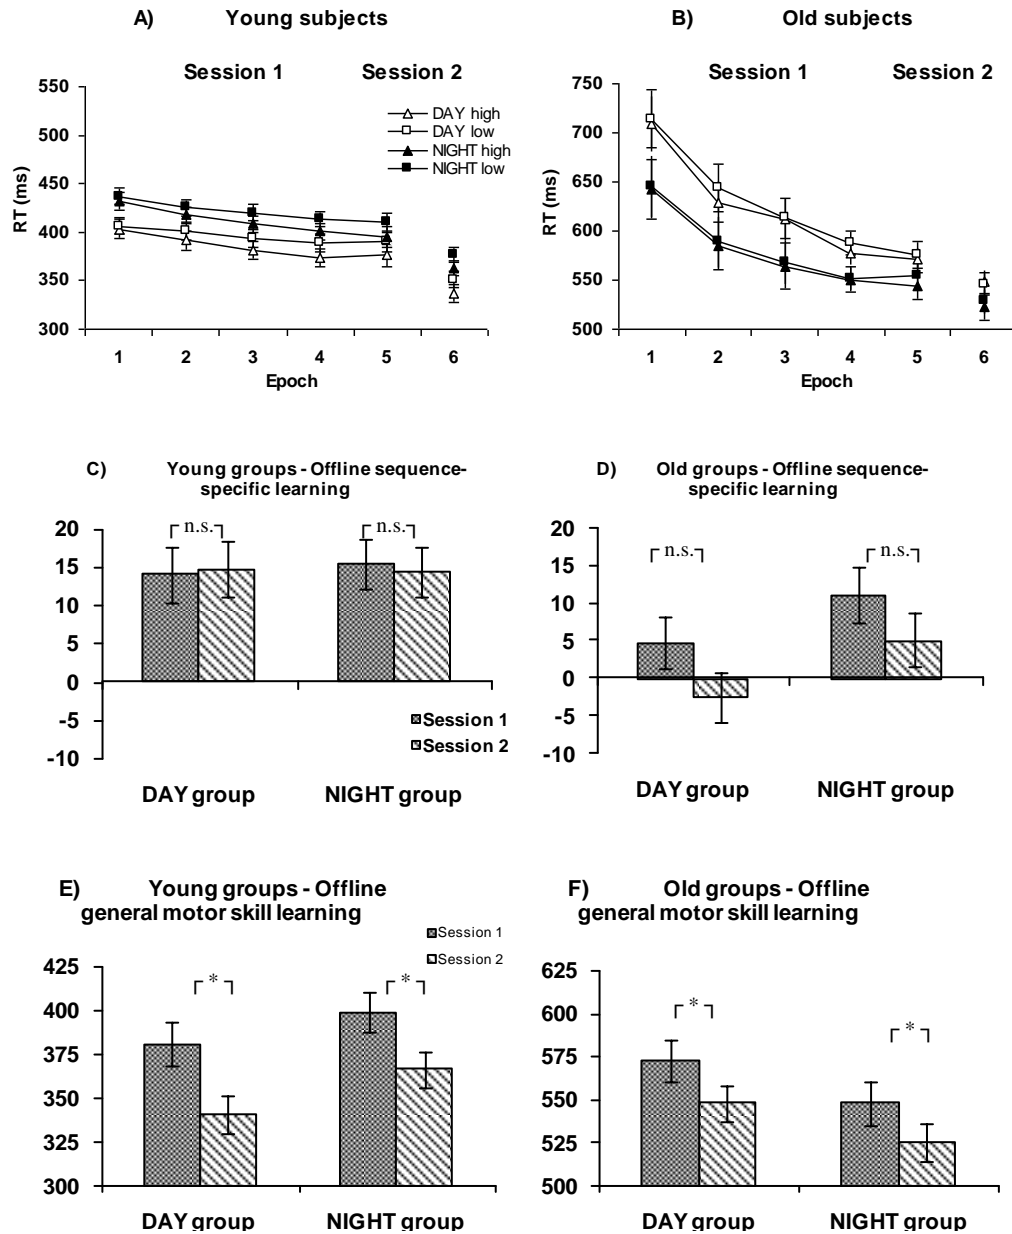 A) Young subjects
Session 1 Session 2
550
500
450
400
350
300
RT (ms)
DAY high
DAY low
NIGHT high
NIGHT low
1 2 3 4 5 6
Epoch
B) Old subjects
Session 1 Session 2
750
700
650
600
550
500
RT (ms)
1 2 3 4 5 6
Epoch
C) Young groups - Offline sequence-
specific learning
20
15
10
5
0
-5
-10
n.s.
n.s.
Session 1
Session 2
DAY group NIGHT group
D) Old groups - Offline sequence-
specific learning
20
15
10
5
0
-5
-10
n.s.
n.s.
DAY group NIGHT group
E) Young groups - Offline
general motor skill learning
Session 1
Session 2
425
400
375
350
325
300
*
*
DAY group NIGHT group
F) Old groups - Offline
general motor skill learning
625
600
575
550
525
500
*
*
DAY group NIGHT group